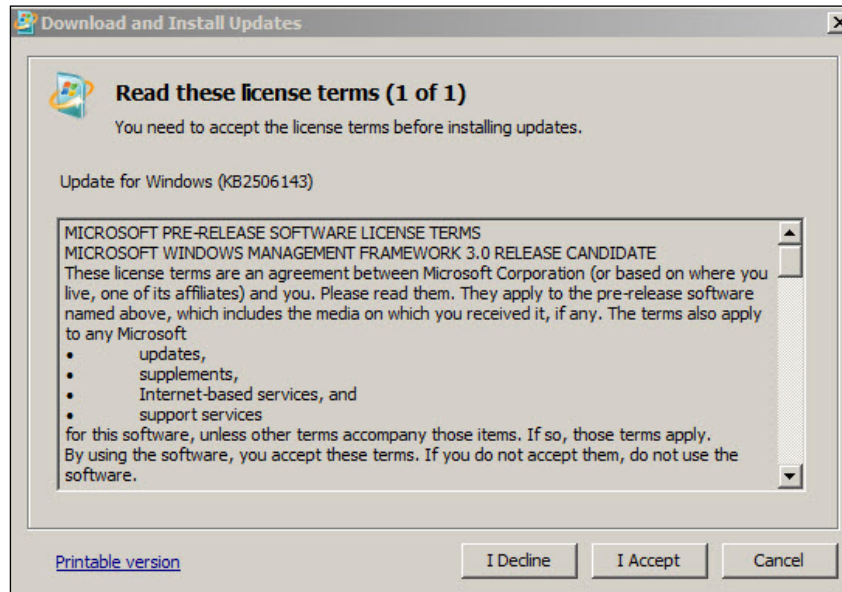 Download and Install Updates
Read these license terms (1 of 1)
You need to accept the license terms before installing updates.
Update for Windows (KB2506143)
MICROSOFT PRE-RELEASE SOFTWARE LICENSE TERMS
MICROSOFT WINDOWS MANAGEMENT FRAMEWORK 3.0 RELEASE CANDIDATE
These license terms are an agreement between Microsoft Corporation (or based on where you
live, one of its affiliates) and you. Please read them. They apply to the pre-release software
named above, which includes the media on which you received it, if any. The terms also apply
to any Microsoft
• updates,
• supplements,
• Internet-based services, and
• support services
for this software, unless other terms accompany those items. If so, those terms apply.
By using the software, you accept these terms. If you do not accept them, do not use the
software.
Printable version I Decline I Accept Cancel